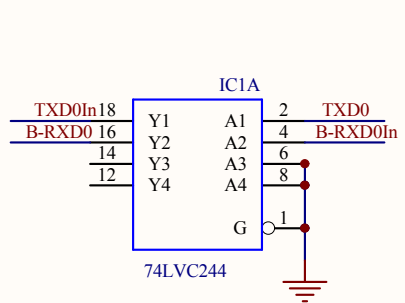 IC1A
TXD0In 18 Y1 A1 2 TXD0
B-RXD0 16 Y2 A2 4 B-RXD0In
14 Y3 A3 6
12 Y4 A4 8
G 1
74LVC244